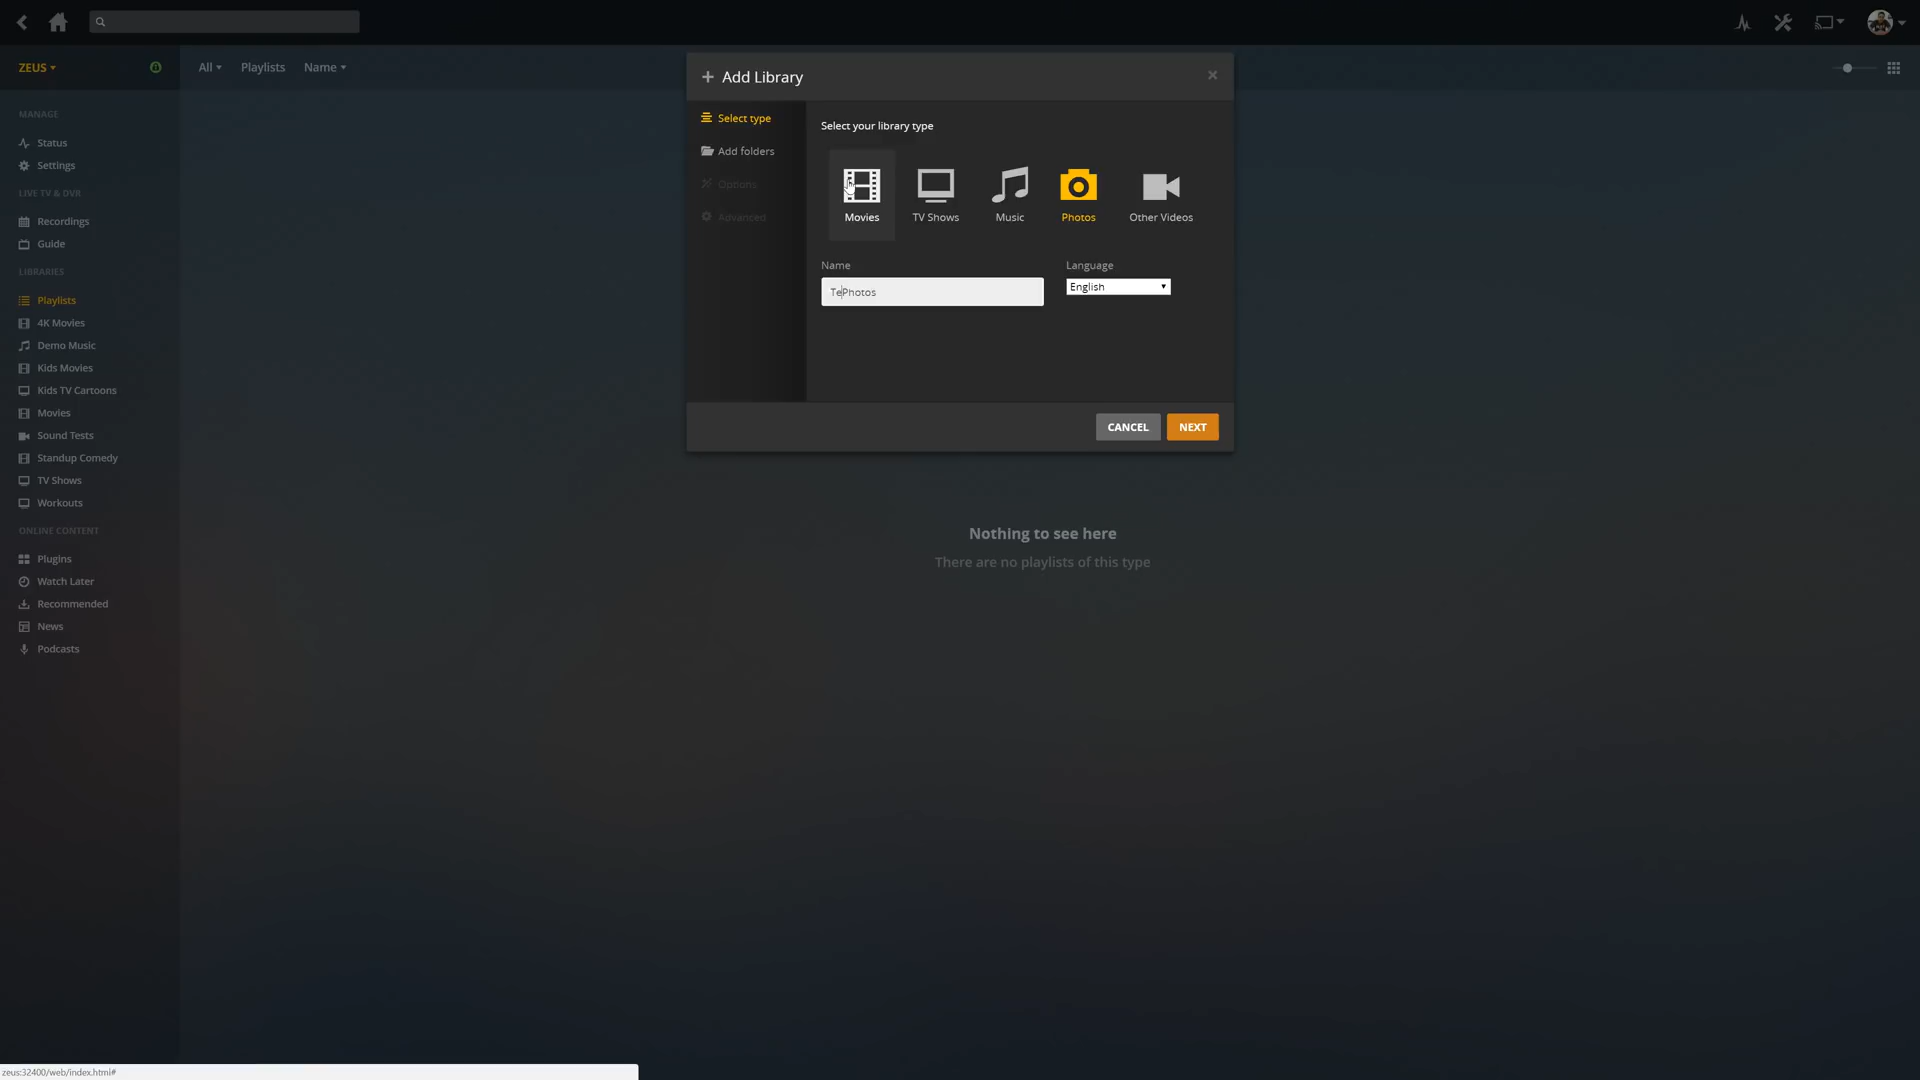 ZEUS
All
Playlists
Name
MANAGE
Status
Settings
LIVE TV & DVR
Recordings
Guide
LIBRARIES
Playlists
4K Movies
Demo Music
Kids Movies
Kids TV Cartoons
Movies
Sound Tests
Standup Comedy
TV Shows
Workouts
ONLINE CONTENT
Plugins
Watch Later
Recommended
News
Podcasts
Add Library
Select type
Add folders
Options
Advanced
Select your library type
Movies
TV Shows
Music
Photos
Other Videos
Name
Language
TePhotos
English
CANCEL
NEXT
Nothing to see here
There are no playlists of this type
zeus:32400/web/index.html#